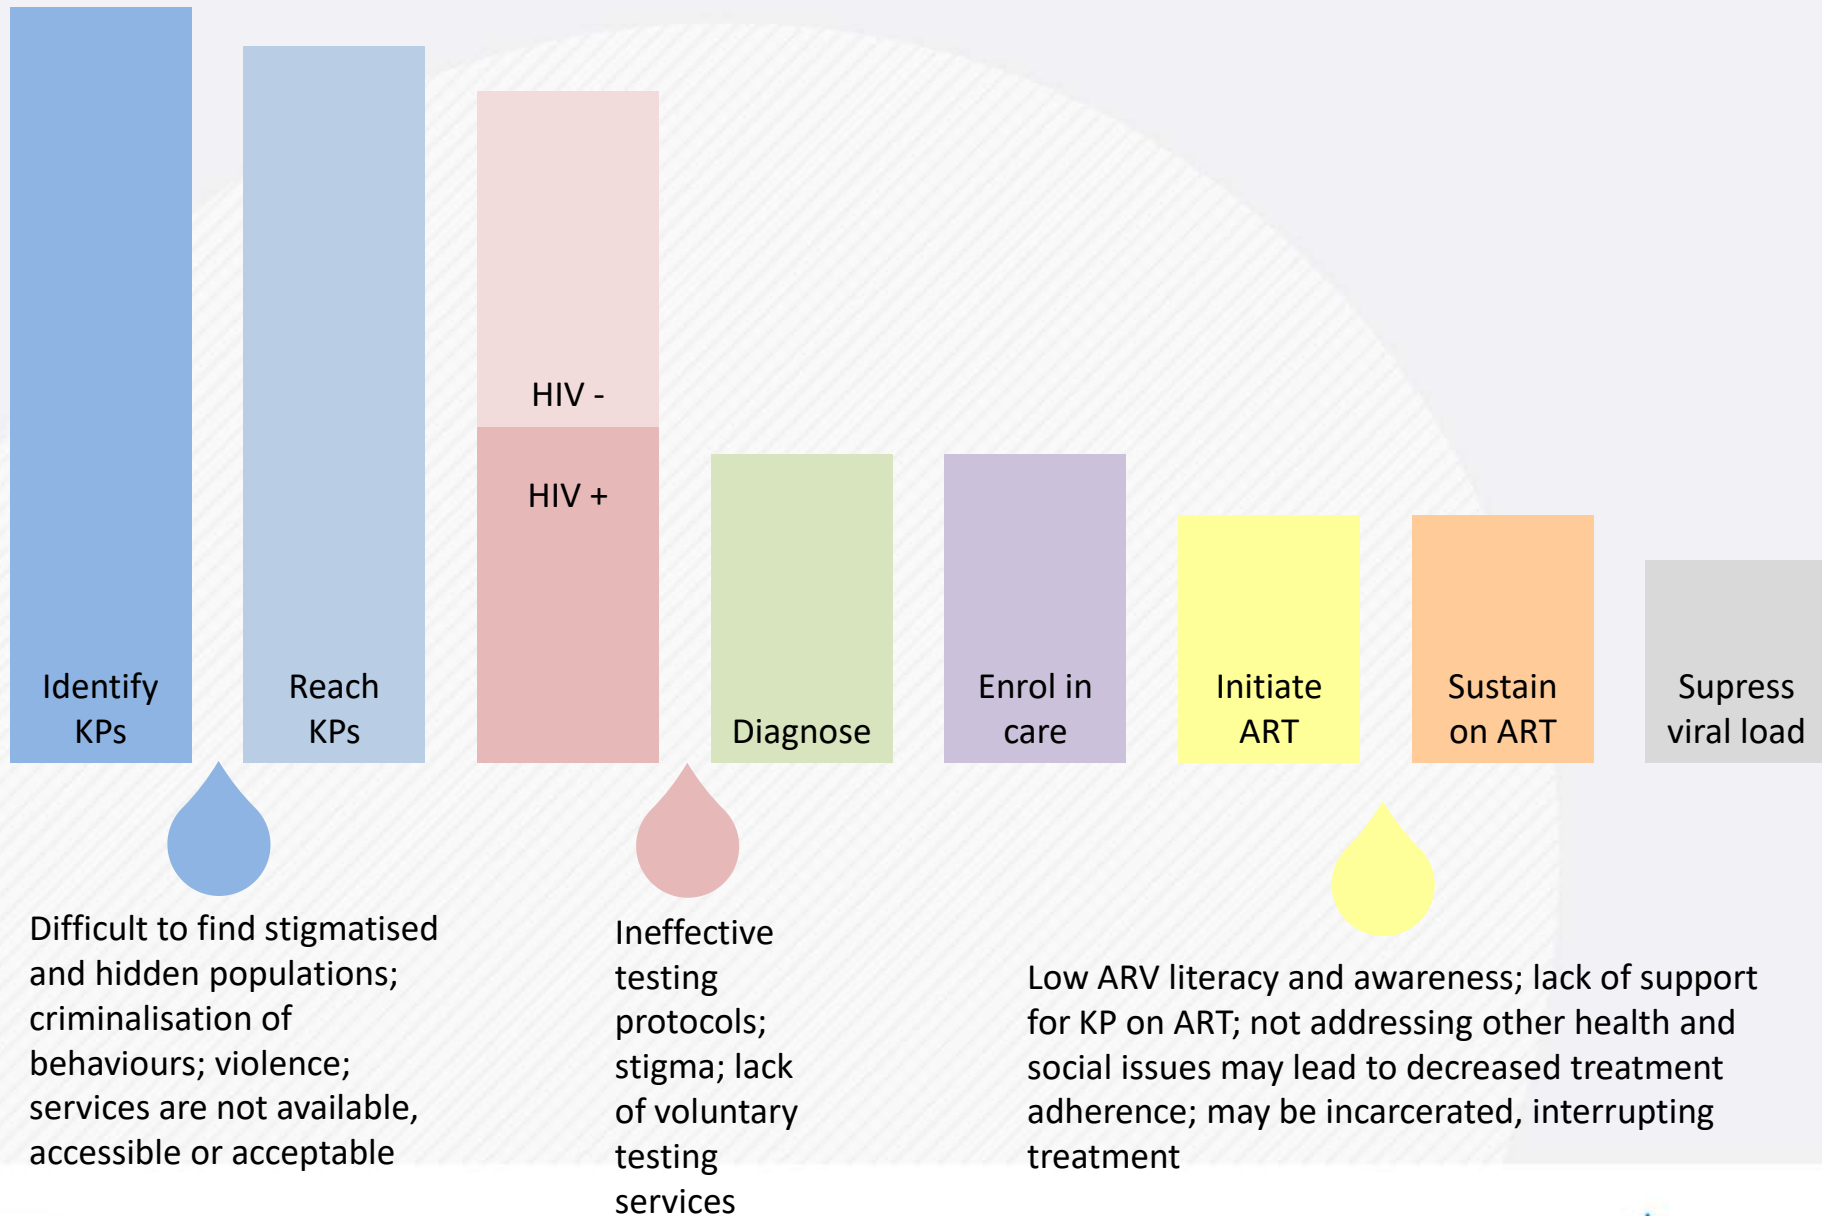 HIV -
HIV +
Identify
KPs
Reach
KPs
Diagnose
Enrol in
care
Initiate
ART
Sustain
on ART
Supress
viral load
Difficult to find stigmatised
and hidden populations;
criminalisation of
behaviours; violence;
services are not available,
accessible or acceptable
Ineffective
testing
protocols;
stigma; lack
of voluntary
testing
services
Low ARV literacy and awareness; lack of support
for KP on ART; not addressing other health and
social issues may lead to decreased treatment
adherence; may be incarcerated, interrupting
treatment